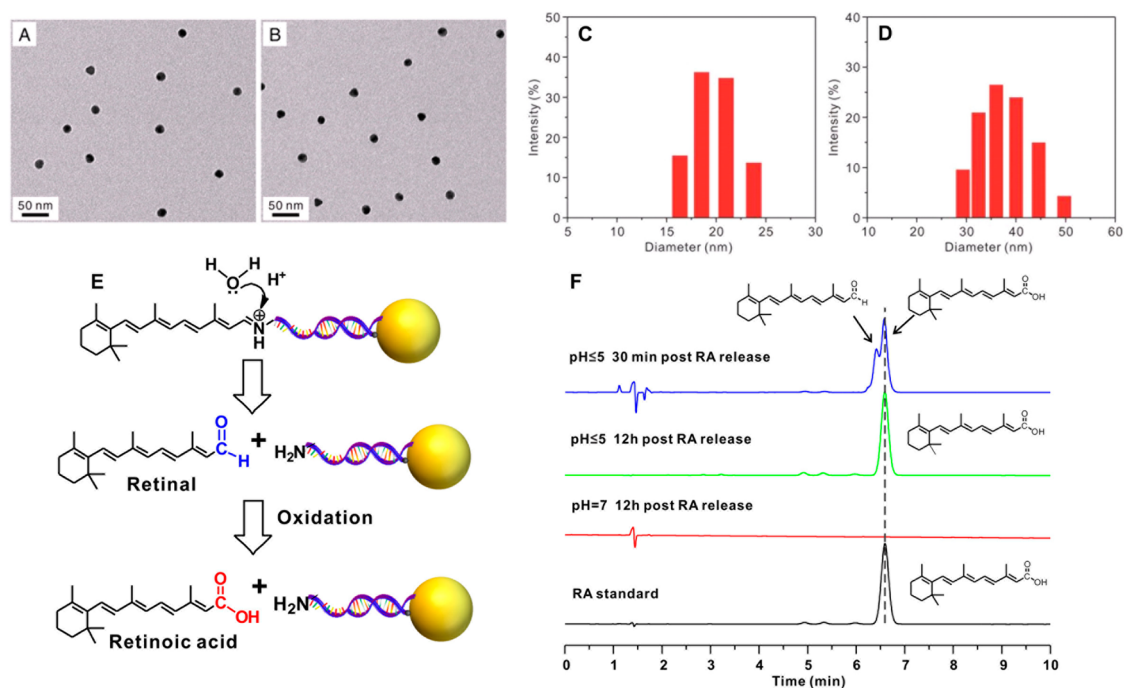 A
50 nm
B
50 nm
C
50
40
30
20
10
0
Intensity (%)
5 10 15 20 25 30
Diameter (nm)
D
40
30
20
10
0
Intensity (%)
10 20 30 40 50 60
Diameter (nm)
E
H H
O
H+
⊕
N
H
O
C
H
+
H2N
Retinal
Oxidation
O
C
OH
+
H2N
Retinoic acid
F
O
C
H
O
C
OH
pH≤5 30 min post RA release
pH≤5 12h post RA release
O
C
OH
pH=7 12h post RA release
RA standard
O
C
OH
0 1 2 3 4 5 6 7 8 9 10
Time (min)